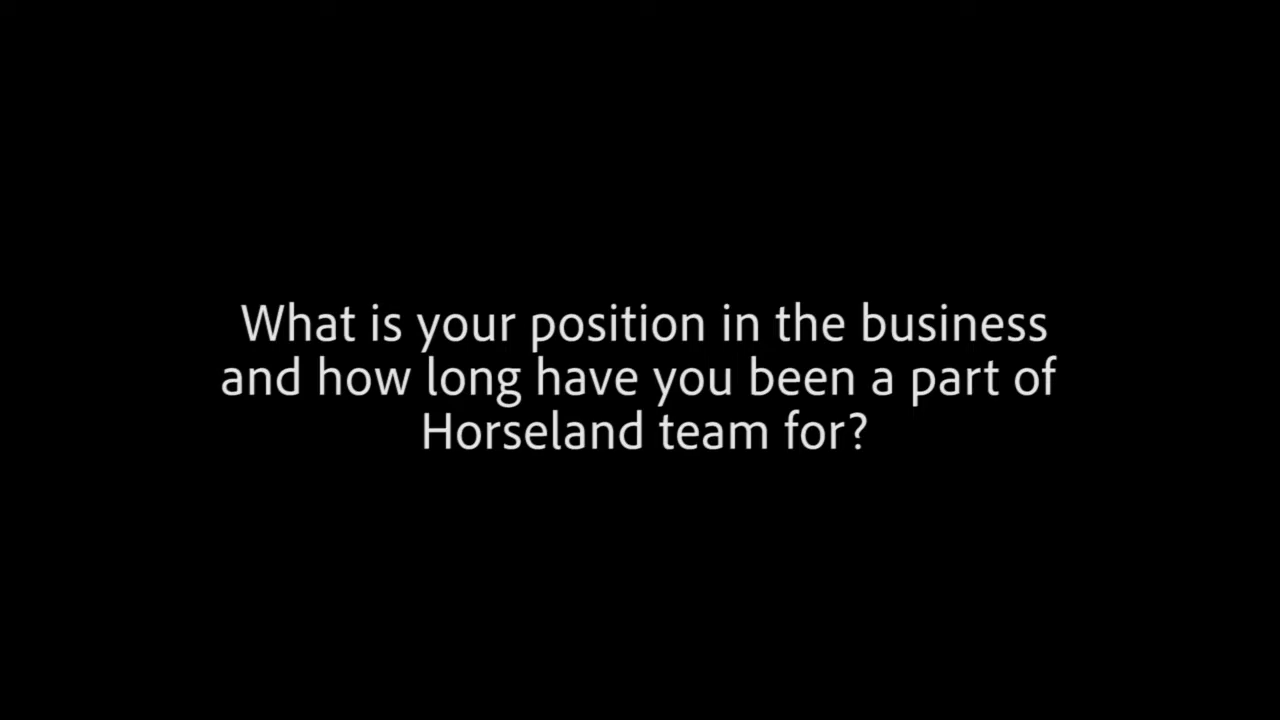 What is your position in the business
and how long have you been a part of
Horseland team for?